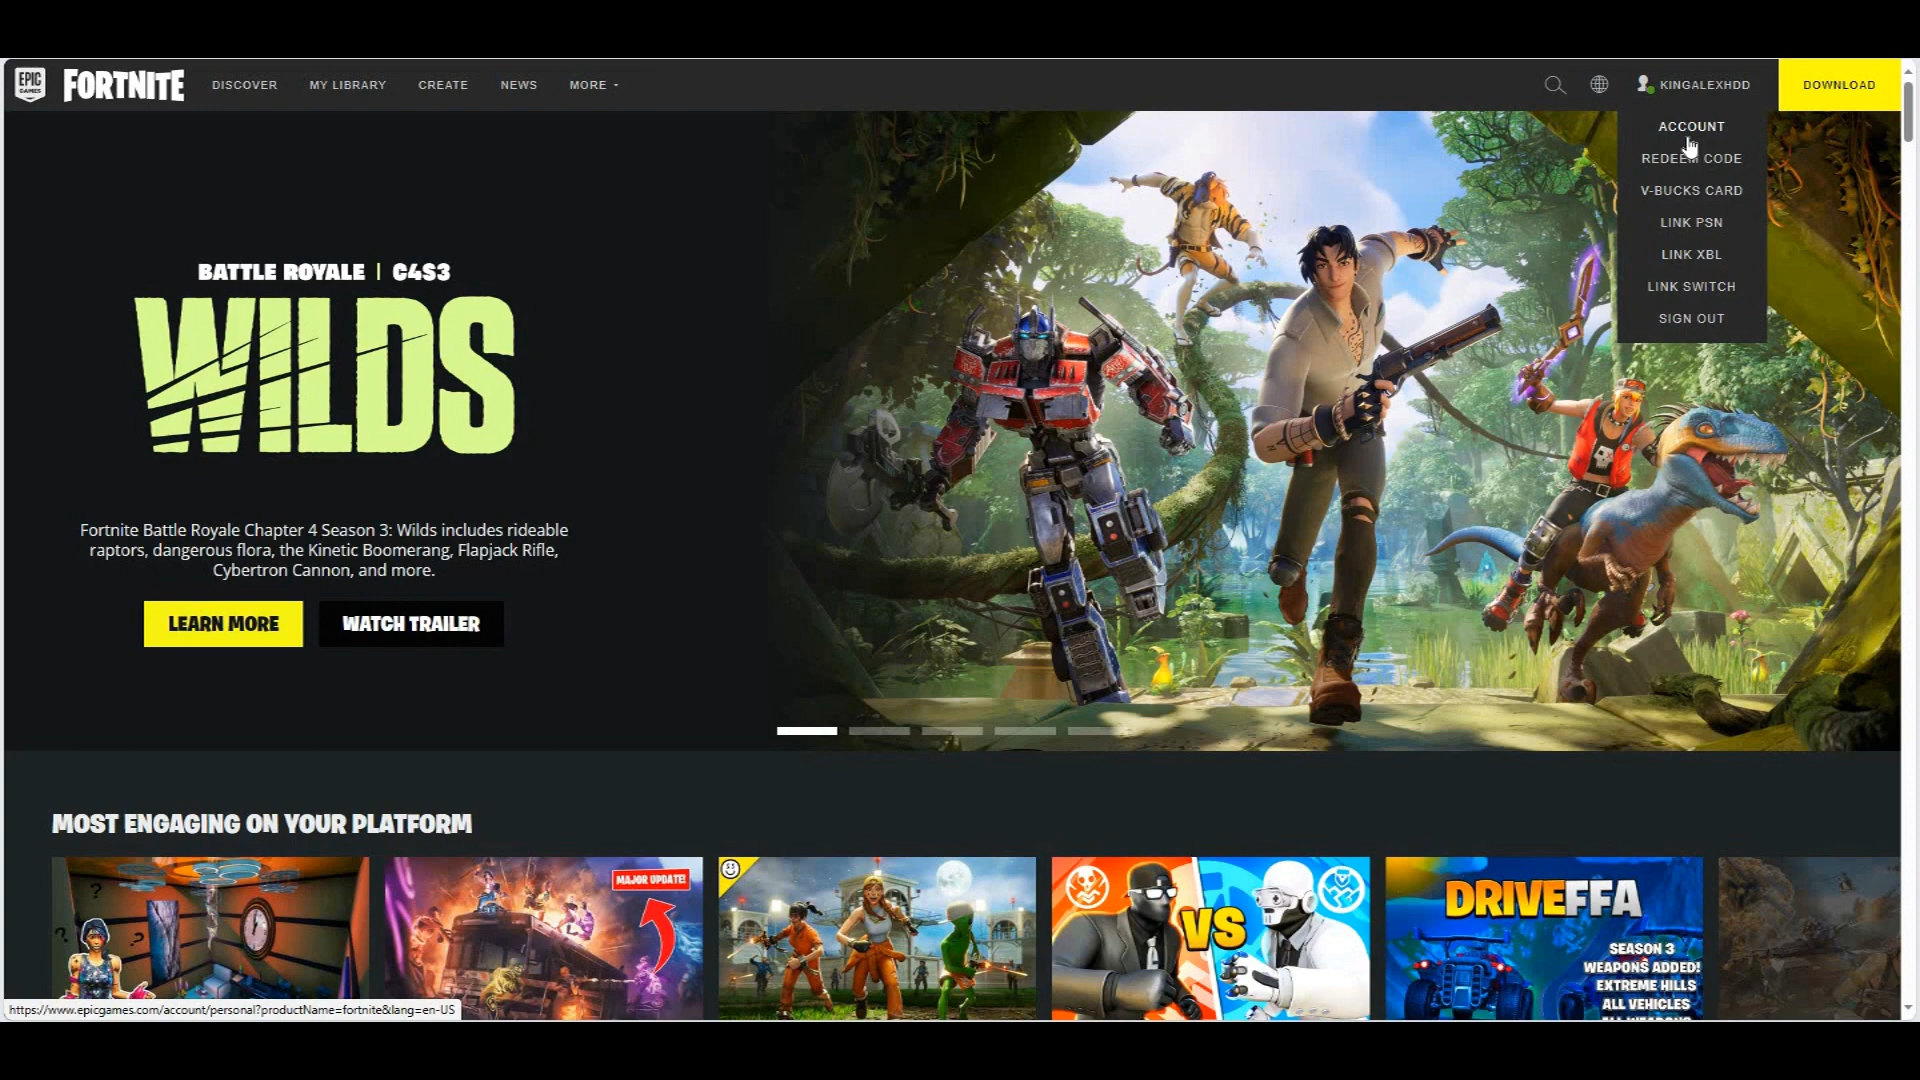 EPIC
GAMES
FORTNITE
DISCOVER
MY LIBRARY
CREATE
NEWS
MORE
KINGALEXHDD
DOWNLOAD
ACCOUNT
REDEEM CODE
V-BUCKS CARD
LINK PSN
LINK XBL
LINK SWITCH
SIGN OUT
BATTLE ROYALE | C4S3
WILDS
Fortnite Battle Royale Chapter 4 Season 3: Wilds includes rideable
raptors, dangerous flora, the Kinetic Boomerang, Flapjack Rifle,
Cybertron Cannon, and more.
LEARN MORE
WATCH TRAILER
MOST ENGAGING ON YOUR PLATFORM
MAJOR UPDATE!
VS
DRIVEFFA
SEASON 3
WEAPONS ADDED!
EXTREME HILLS
ALL VEHICLES
ALL WEAPONS
https://www.epicgames.com/account/personal?productName=fortnite&lang=en-US